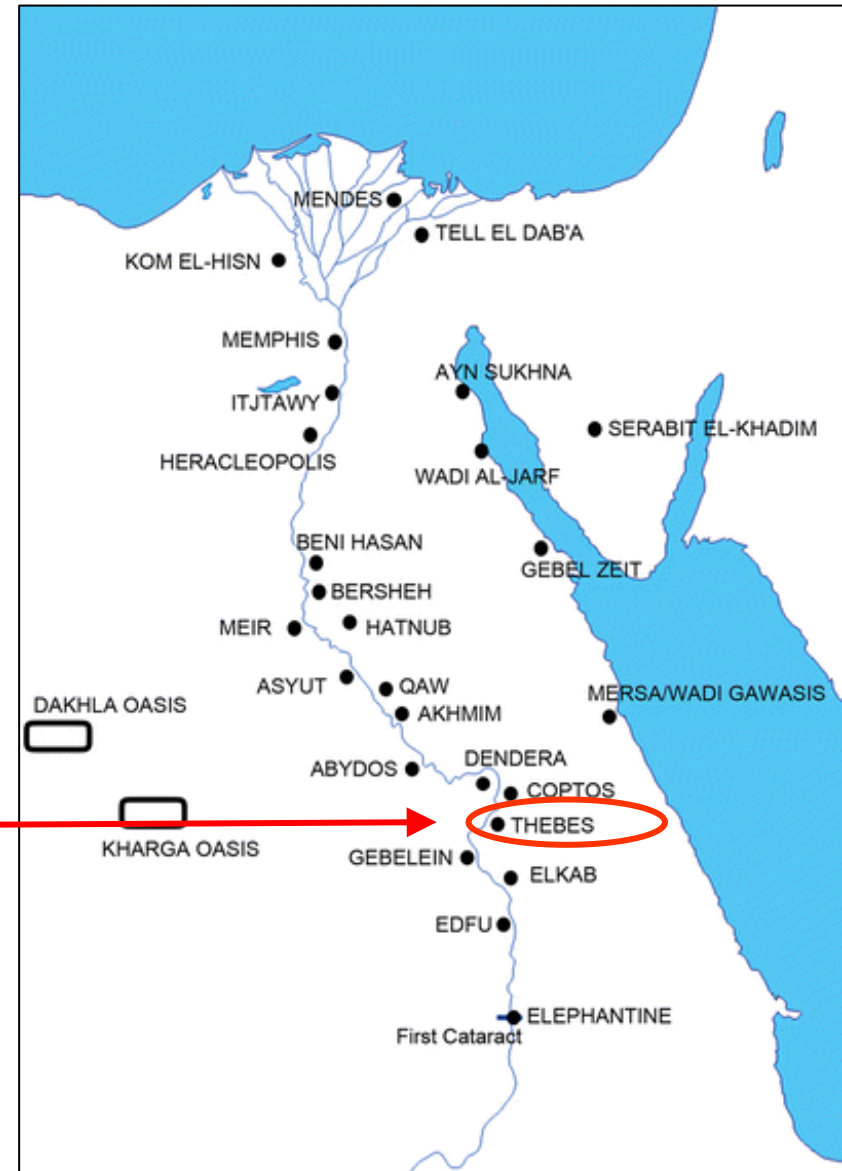 MENDES
TELL EL DAB'A
KOM EL-HISN
MEMPHIS
AYN SUKHNA
ITJTAWY
SERABIT EL-KHADIM
HERACLEOPOLIS
WADI AL-JARF
BENI HASAN
GEBEL ZEIT
BERSHEH
MEIR
HATNUB
ASYUT
QAW
DAKHLA OASIS
MERSA/WADI GAWASIS
AKHMIM
DENDERA
ABYDOS
COPTOS
THEBES
KHARGA OASIS
GEBELEIN
ELKAB
EDFU
ELEPHANTINE
First Cataract